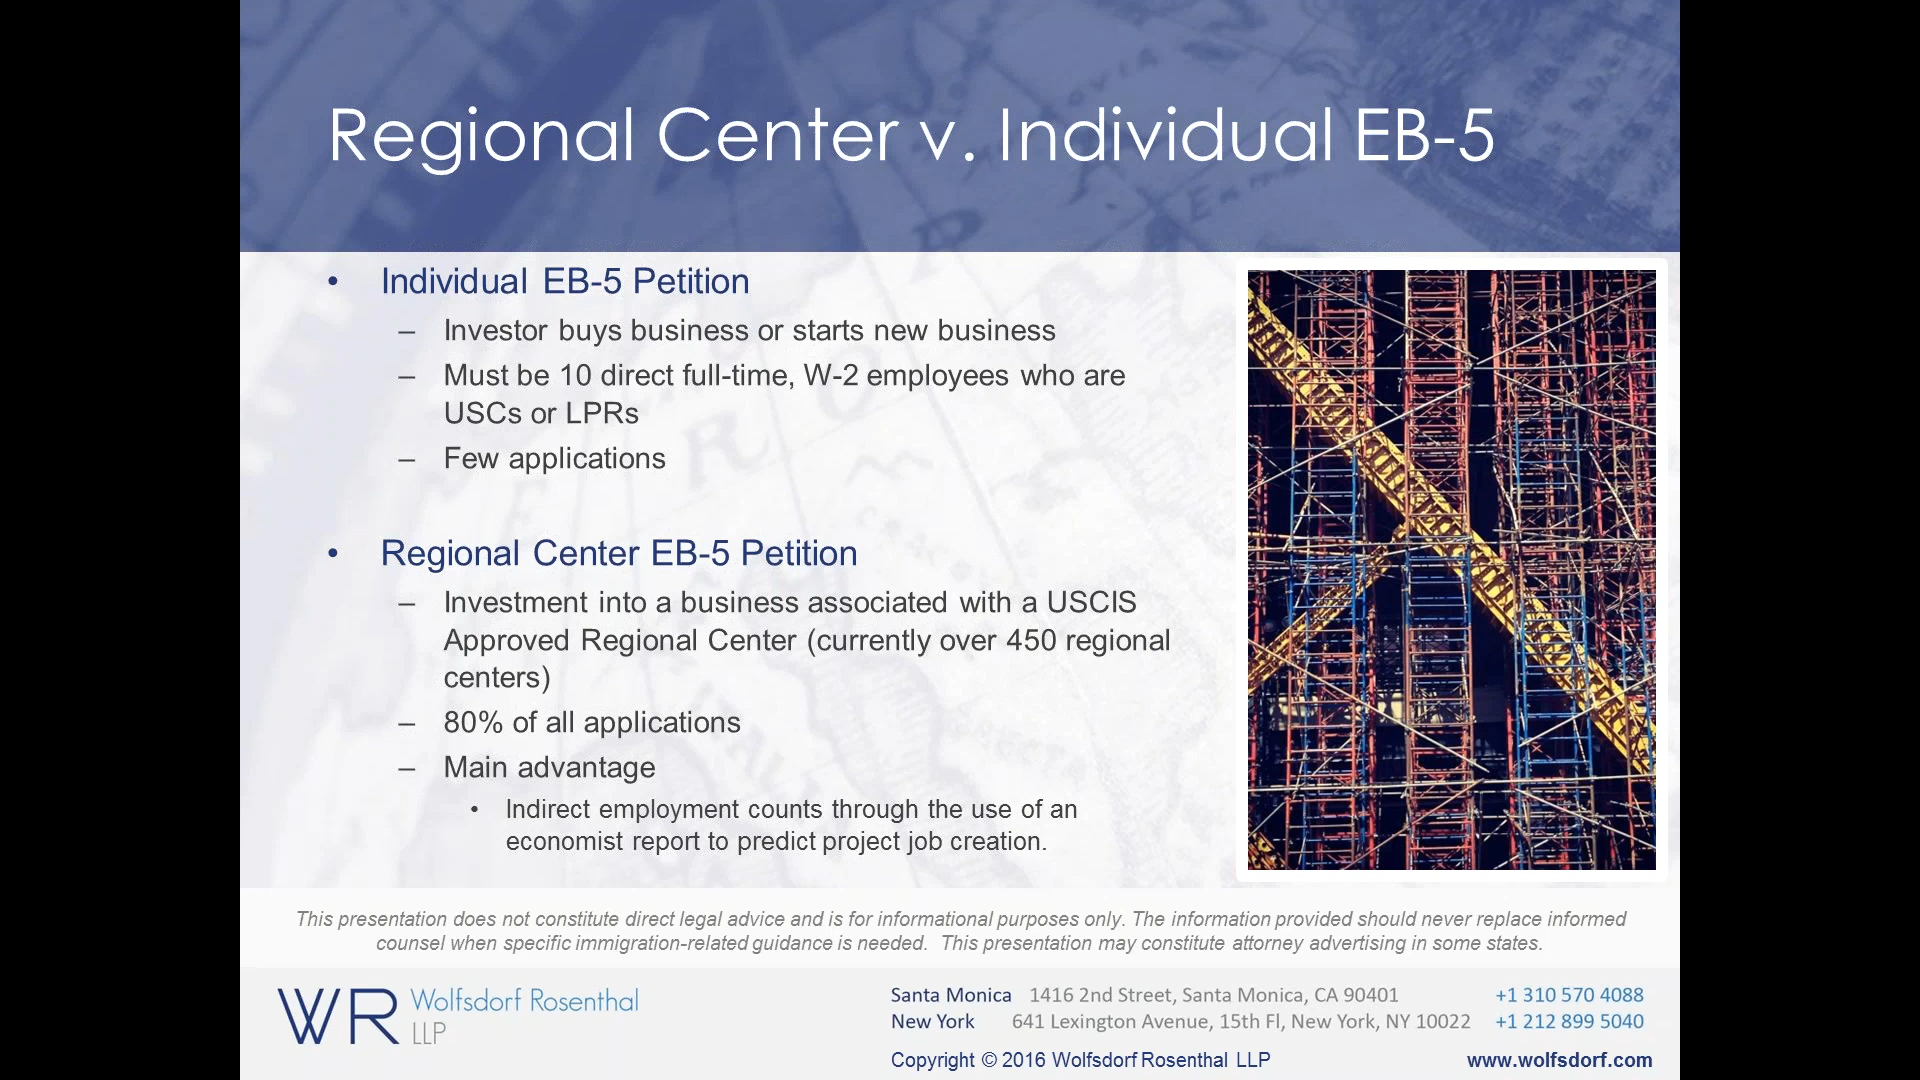 Regional Center v. Individual EB-5
• Individual EB-5 Petition
– Investor buys business or starts new business
– Must be 10 direct full-time, W-2 employees who are
USCs or LPRs
– Few applications
• Regional Center EB-5 Petition
– Investment into a business associated with a USCIS
Approved Regional Center (currently over 450 regional
centers)
– 80% of all applications
– Main advantage
• Indirect employment counts through the use of an
economist report to predict project job creation.
This presentation does not constitute direct legal advice and is for informational purposes only. The information provided should never replace informed
counsel when specific immigration-related guidance is needed. This presentation may constitute attorney advertising in some states.
WR Wolfsdorf Rosenthal
LLP
Santa Monica 1416 2nd Street, Santa Monica, CA 90401 +1 310 570 4088
New York 641 Lexington Avenue, 15th Fl, New York, NY 10022 +1 212 899 5040
Copyright © 2016 Wolfsdorf Rosenthal LLP www.wolfsdorf.com